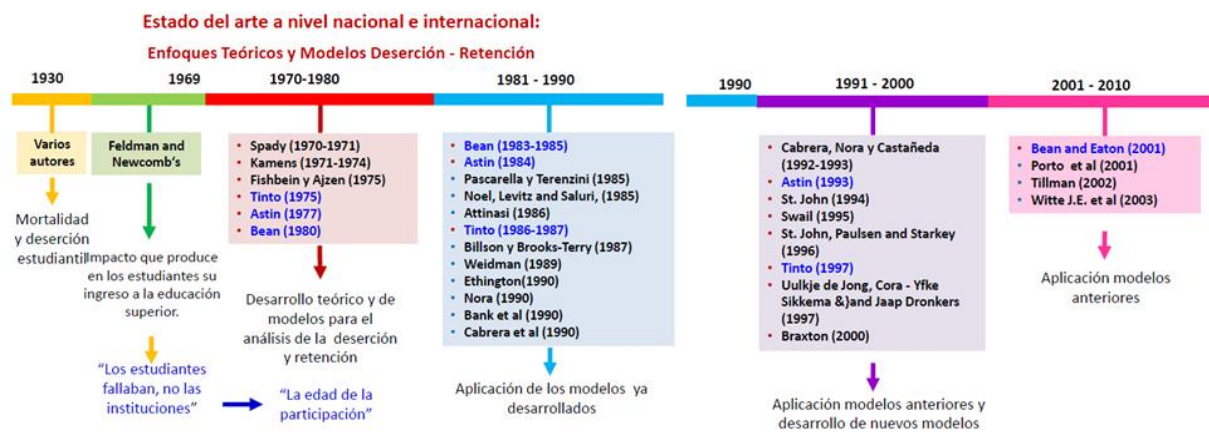 Estado del arte a nivel nacional e internacional:
Enfoques Teóricos y Modelos Deserción - Retención
1930
1969
1970-1980
1981 - 1990
1990
1991 - 2000
2001 - 2010
Varios
autores
Mortalidad
y deserción
estudiantil
Feldman and
Newcomb's
Impacto que produce
en los estudiantes su
ingreso a la educación
superior.
"Los estudiantes
fallaban, no las
instituciones"
• Spady (1970-1971)
• Kamens (1971-1974)
• Fishbein y Ajzen (1975)
• Tinto (1975)
• Astin (1977)
• Bean (1980)
Desarrollo teórico y de
modelos para el
análisis de la deserción
y retención
"La edad de la
participación"
• Bean (1983-1985)
• Astin (1984)
• Pascarella y Terenzini (1985)
• Noel, Levitz and Saluri, (1985)
• Attinasi (1986)
• Tinto (1986-1987)
• Billson y Brooks-Terry (1987)
• Weidman (1989)
• Ethington(1990)
• Nora (1990)
• Bank et al (1990)
• Cabrera et al (1990)
Aplicación de los modelos ya
desarrollados
• Cabrera, Nora y Castañeda
(1992-1993)
• Astin (1993)
• St. John (1994)
• Swail (1995)
• St. John, Paulsen and Starkey
(1996)
• Tinto (1997)
• Uulkje de Jong, Cora - Yfke
Sikkema &}and Jaap Dronkers
(1997)
• Braxton (2000)
Aplicación modelos anteriores y
desarrollo de nuevos modelos
• Bean and Eaton (2001)
• Porto et al (2001)
• Tillman (2002)
• Witte J.E. et al (2003)
Aplicación modelos
anteriores